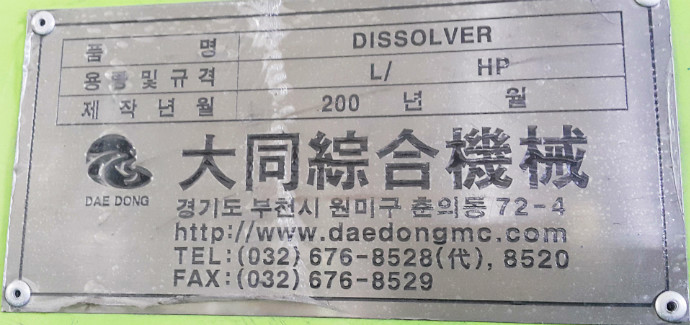 품 명 DISSOLVER
용량 및 규격 L/ HP
제 작 년 월 200 년 월
大同綜合機械
DAE DONG
경기도 부천시 원미구 춘의동 72-4
http://www.daedongmc.com
TEL:(032) 676-8528(代), 8520
FAX:(032) 676-8529